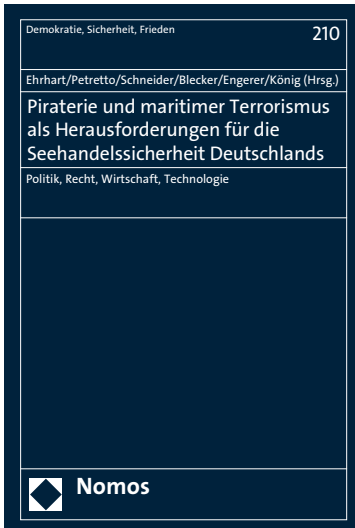 Demokratie, Sicherheit, Frieden 210
Ehrhart/Petretto/Schneider/Blecker/Engerer/König (Hrsg.)
Piraterie und maritimer Terrorismus
als Herausforderungen für die
Seehandelssicherheit Deutschlands
Politik, Recht, Wirtschaft, Technologie
Nomos